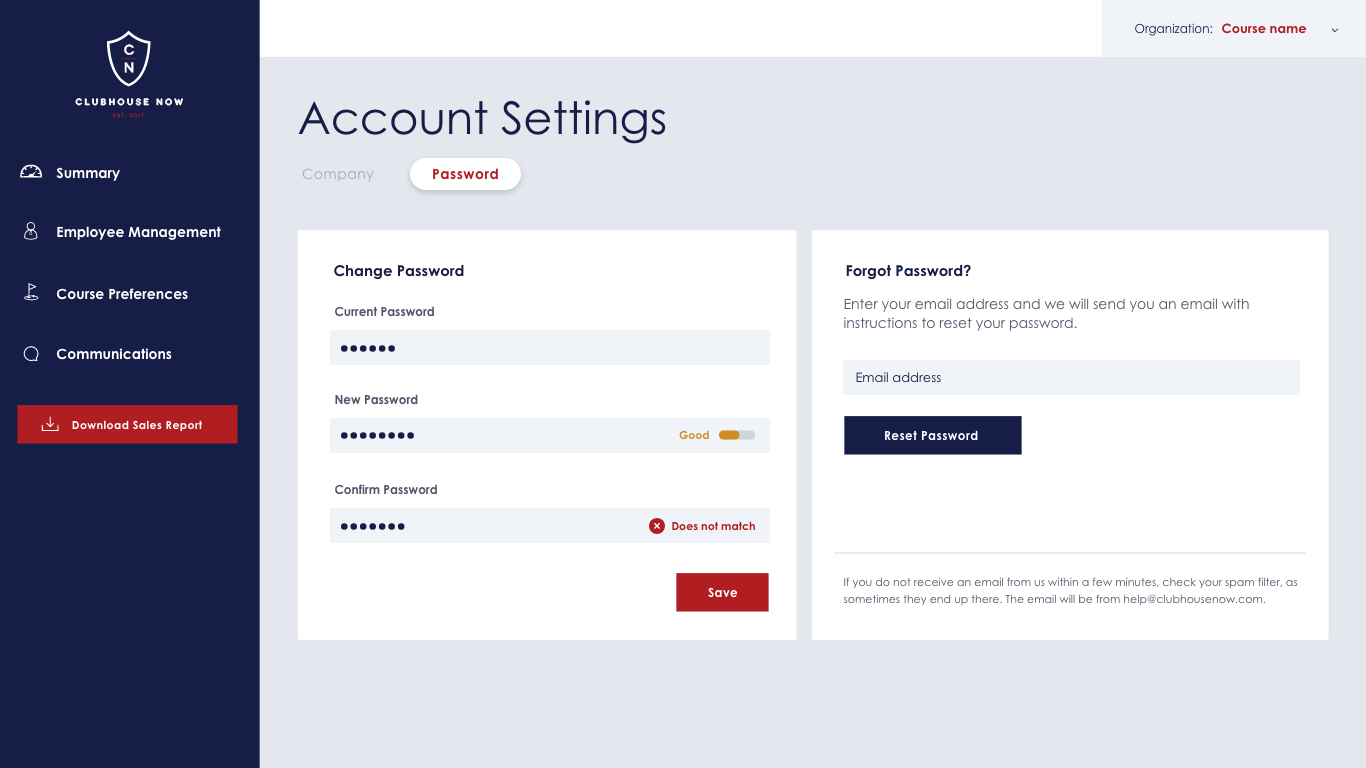 C
N
CLUBHOUSE NOW
EST. 2017
Summary
Employee Management
Course Preferences
Communications
Download Sales Report
Organization: Course name
Account Settings
Company
Password
Change Password
Current Password
New Password
Good
Confirm Password
Does not match
Save
Forgot Password?
Enter your email address and we will send you an email with
instructions to reset your password.
Email address
Reset Password
If you do not receive an email from us within a few minutes, check your spam filter, as
sometimes they end up there. The email will be from help@clubhousenow.com.